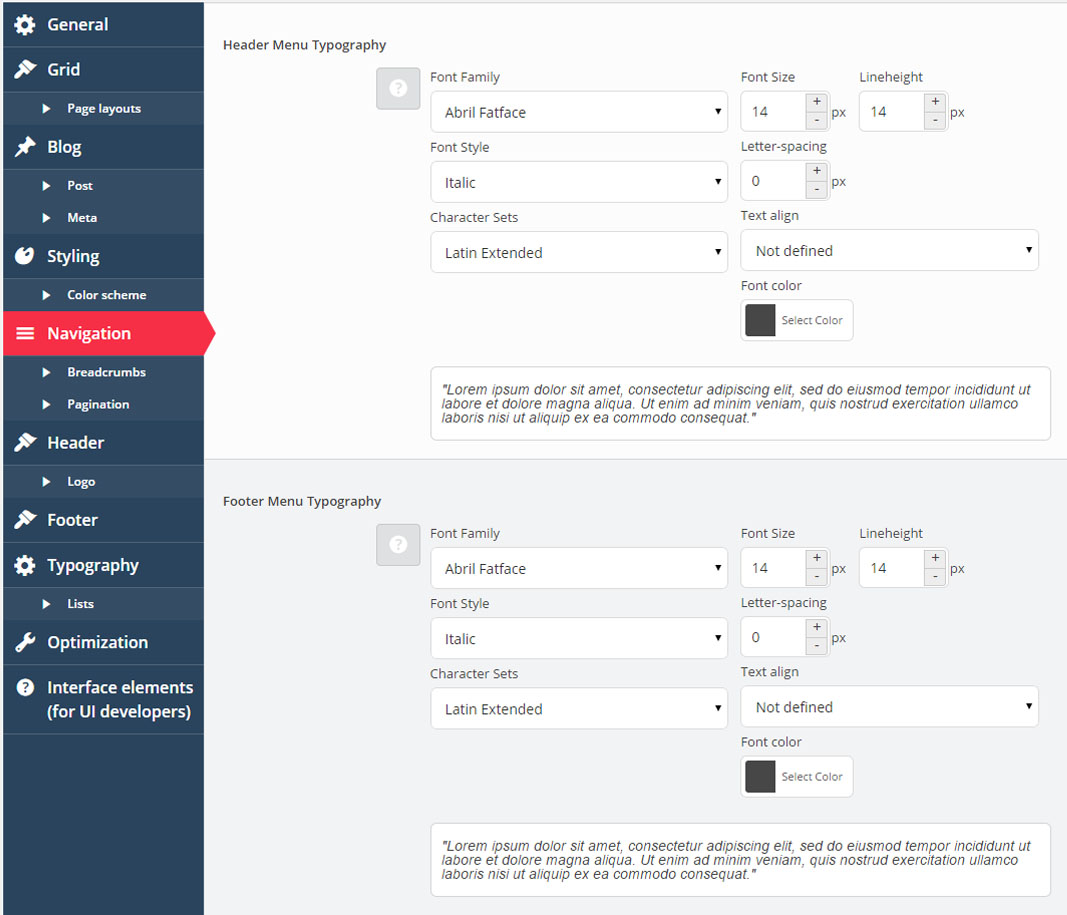 General
Grid
Page layouts
Blog
Post
Meta
Styling
Color scheme
Navigation
Breadcrumbs
Pagination
Header
Logo
Footer
Typography
Lists
Optimization
Interface elements
(for UI developers)
Header Menu Typography
?
Font Family
Abril Fatface
Font Size
14
+
-
px
Lineheight
14
+
-
px
Font Style
Italic
Letter-spacing
0
+
-
px
Character Sets
Latin Extended
Text align
Not defined
Font color
Select Color
"Lorem ipsum dolor sit amet, consectetur adipiscing elit, sed do eiusmod tempor incididunt ut
labore et dolore magna aliqua. Ut enim ad minim veniam, quis nostrud exercitation ullamco
laboris nisi ut aliquip ex ea commodo consequat."
Footer Menu Typography
?
Font Family
Abril Fatface
Font Size
14
+
-
px
Lineheight
14
+
-
px
Font Style
Italic
Letter-spacing
0
+
-
px
Character Sets
Latin Extended
Text align
Not defined
Font color
Select Color
"Lorem ipsum dolor sit amet, consectetur adipiscing elit, sed do eiusmod tempor incididunt ut
labore et dolore magna aliqua. Ut enim ad minim veniam, quis nostrud exercitation ullamco
laboris nisi ut aliquip ex ea commodo consequat."